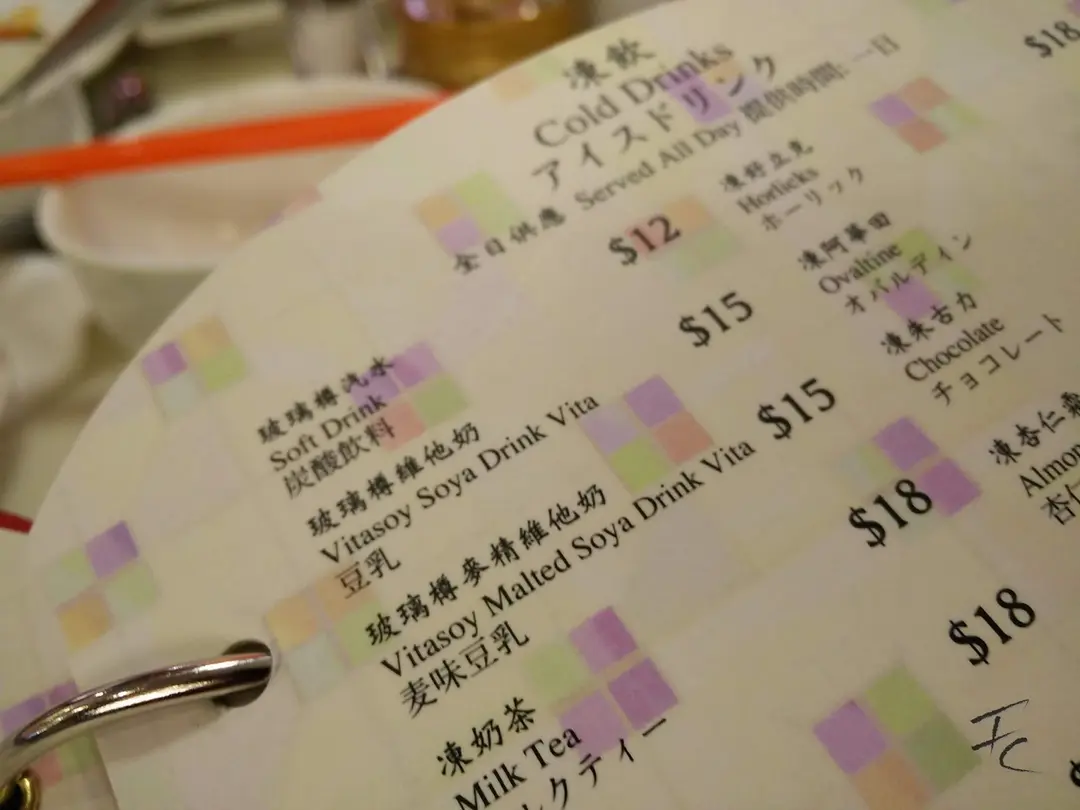 凍飲
Cold Drinks
アイスドリンク
全日供應 Served All Day 提供時間: 一日
玻璃樽汽水
Soft Drink
炭酸飲料
$12
玻璃樽維他奶
Vitasoy Soya Drink Vita
豆乳
$15
玻璃樽麥精維他奶
Vitasoy Malted Soya Drink Vita
麦味豆乳
$15
凍奶茶
Milk Tea
ルクティー
$18
$18
凍好立克
Horlicks
ホーリック
$18
凍阿華田
Ovaltine
オバルディン
凍朱古力
Chocolate
チョコレート
凍杏仁
Almon
杏仁